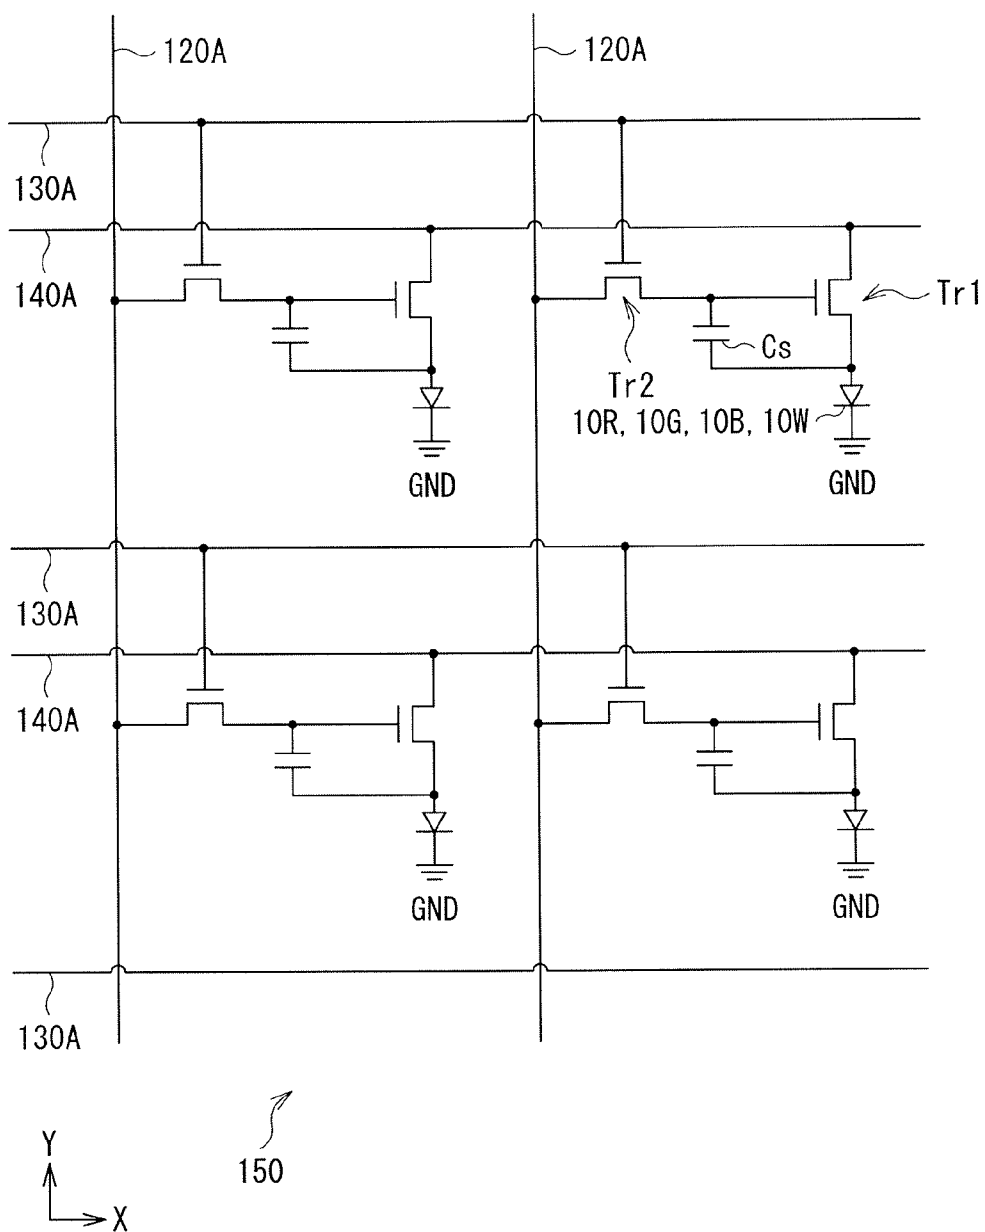 120A
120A
130A
140A
Tr1
Cs
Tr2
10R, 10G, 10B, 10W
GND
GND
130A
140A
GND
GND
130A
150
Y
X